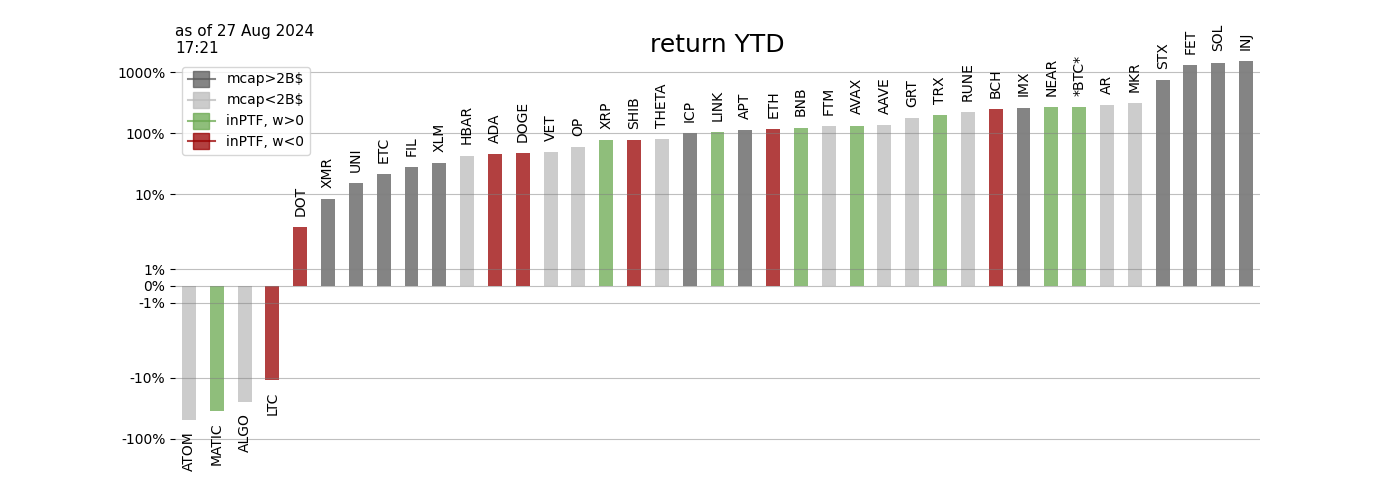 as of 27 Aug 2024
17:21
return YTD
mcap>2B$
mcap<2B$
inPTF, w>0
inPTF, w<0
1000%
100%
10%
1%
0%
-1%
-10%
-100%
ATOM
MATIC
ALGO
LTC
DOT
XMR
UNI
ETC
FIL
XLM
HBAR
ADA
DOGE
VET
OP
XRP
SHIB
THETA
ICP
LINK
APT
ETH
BNB
FTM
AVAX
AAVE
GRT
TRX
RUNE
BCH
IMX
NEAR
*BTC*
AR
MKR
STX
FET
SOL
INJ